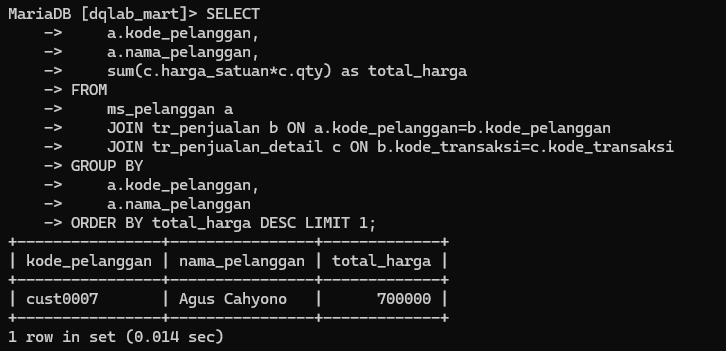 MariaDB [dqlab_mart]> SELECT
    ->     a.kode_pelanggan,
    ->     a.nama_pelanggan,
    ->     sum(c.harga_satuan*c.qty) as total_harga
    -> FROM
    ->     ms_pelanggan a
    ->     JOIN tr_penjualan b ON a.kode_pelanggan=b.kode_pelanggan
    ->     JOIN tr_penjualan_detail c ON b.kode_transaksi=c.kode_transaksi
    -> GROUP BY
    ->     a.kode_pelanggan,
    ->     a.nama_pelanggan
    -> ORDER BY total_harga DESC LIMIT 1;
+----------------+----------------+-------------+
| kode_pelanggan | nama_pelanggan | total_harga |
+----------------+----------------+-------------+
| cust0007       | Agus Cahyono   |      700000 |
+----------------+----------------+-------------+
1 row in set (0.014 sec)